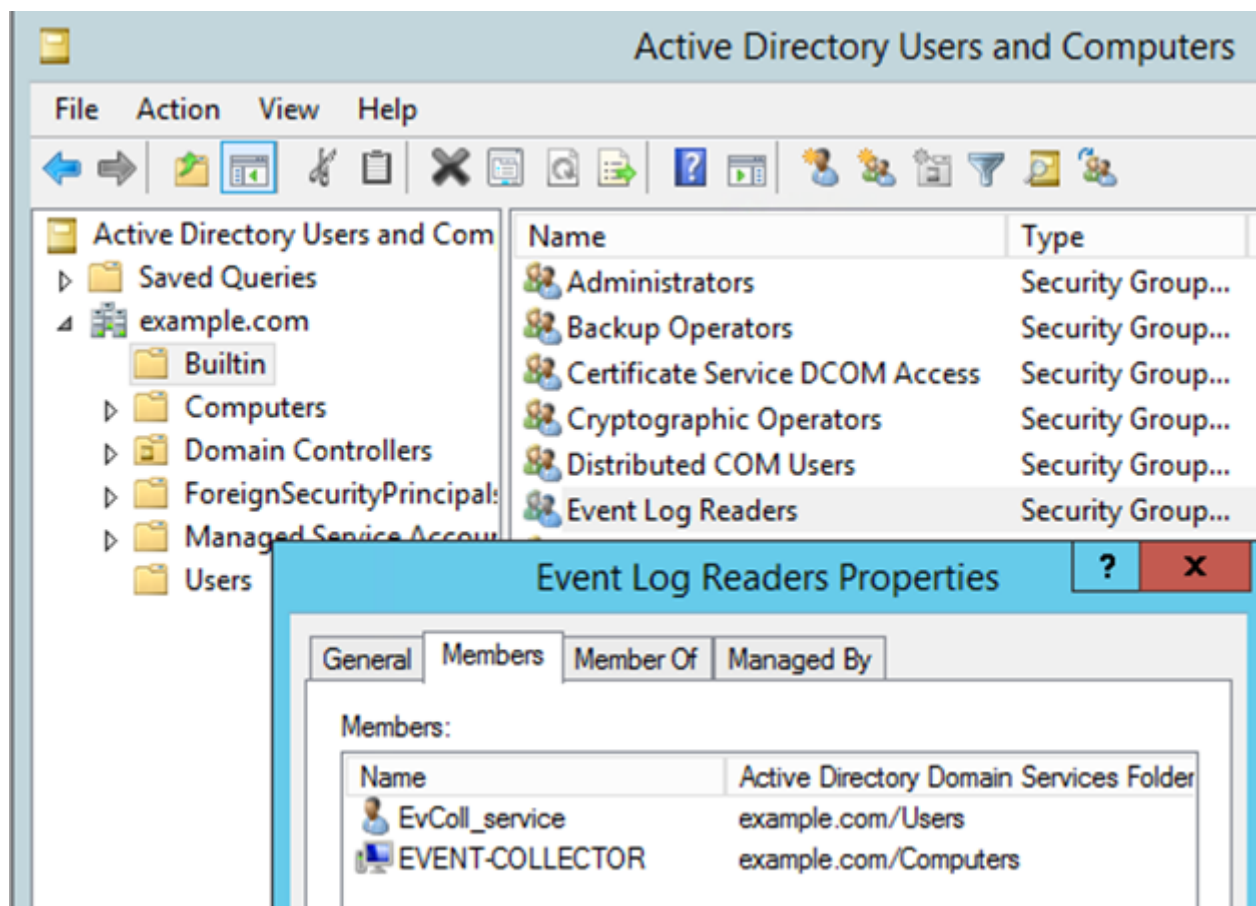 Active Directory Users and Computers
File Action View Help
Active Directory Users and Com
Saved Queries
example.com
Builtin
Computers
Domain Controllers
ForeignSecurityPrincipals
Managed Service Accoun
Users
Name Type
Administrators Security Group...
Backup Operators Security Group...
Certificate Service DCOM Access Security Group...
Cryptographic Operators Security Group...
Distributed COM Users Security Group...
Event Log Readers Security Group...
Event Log Readers Properties
? x
General Members Member Of Managed By
Members:
Name Active Directory Domain Services Folder
EvColl_service example.com/Users
EVENT-COLLECTOR example.com/Computers